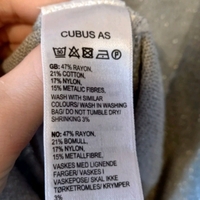 CUBUS AS
GB: 47% RAYON,
21% COTTON,
17% NYLON,
15% METALLIC FIBRES,
WASH WITH SIMILAR
COLOURS/ WASH IN WASHING
BAG/ DO NOT TUMBLE DRY/
SHRINKING 3%
NO: 47% RAYON,
21% BOMULL,
17% NYLON,
15% METALLFIBRE,
VASKES MED LIGNENDE
FARGER/ VASKES I
VASKEPOSE/ SKAL IKKE
TØRKETROMLES/ KRYMPER
3%